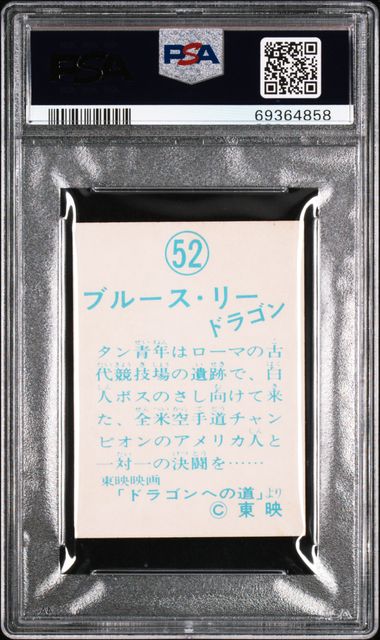 PSA
PSA
69364858
52
ブルース・リー
ドラゴン
タン青年はローマの古
代競技場の遺跡で、白
人ボスのさし向けて来
た、全米空手道チャン
ピオンのアメリカ人と
一対一の決闘を……
東映映画
「ドラゴンへの道」より
© 東映